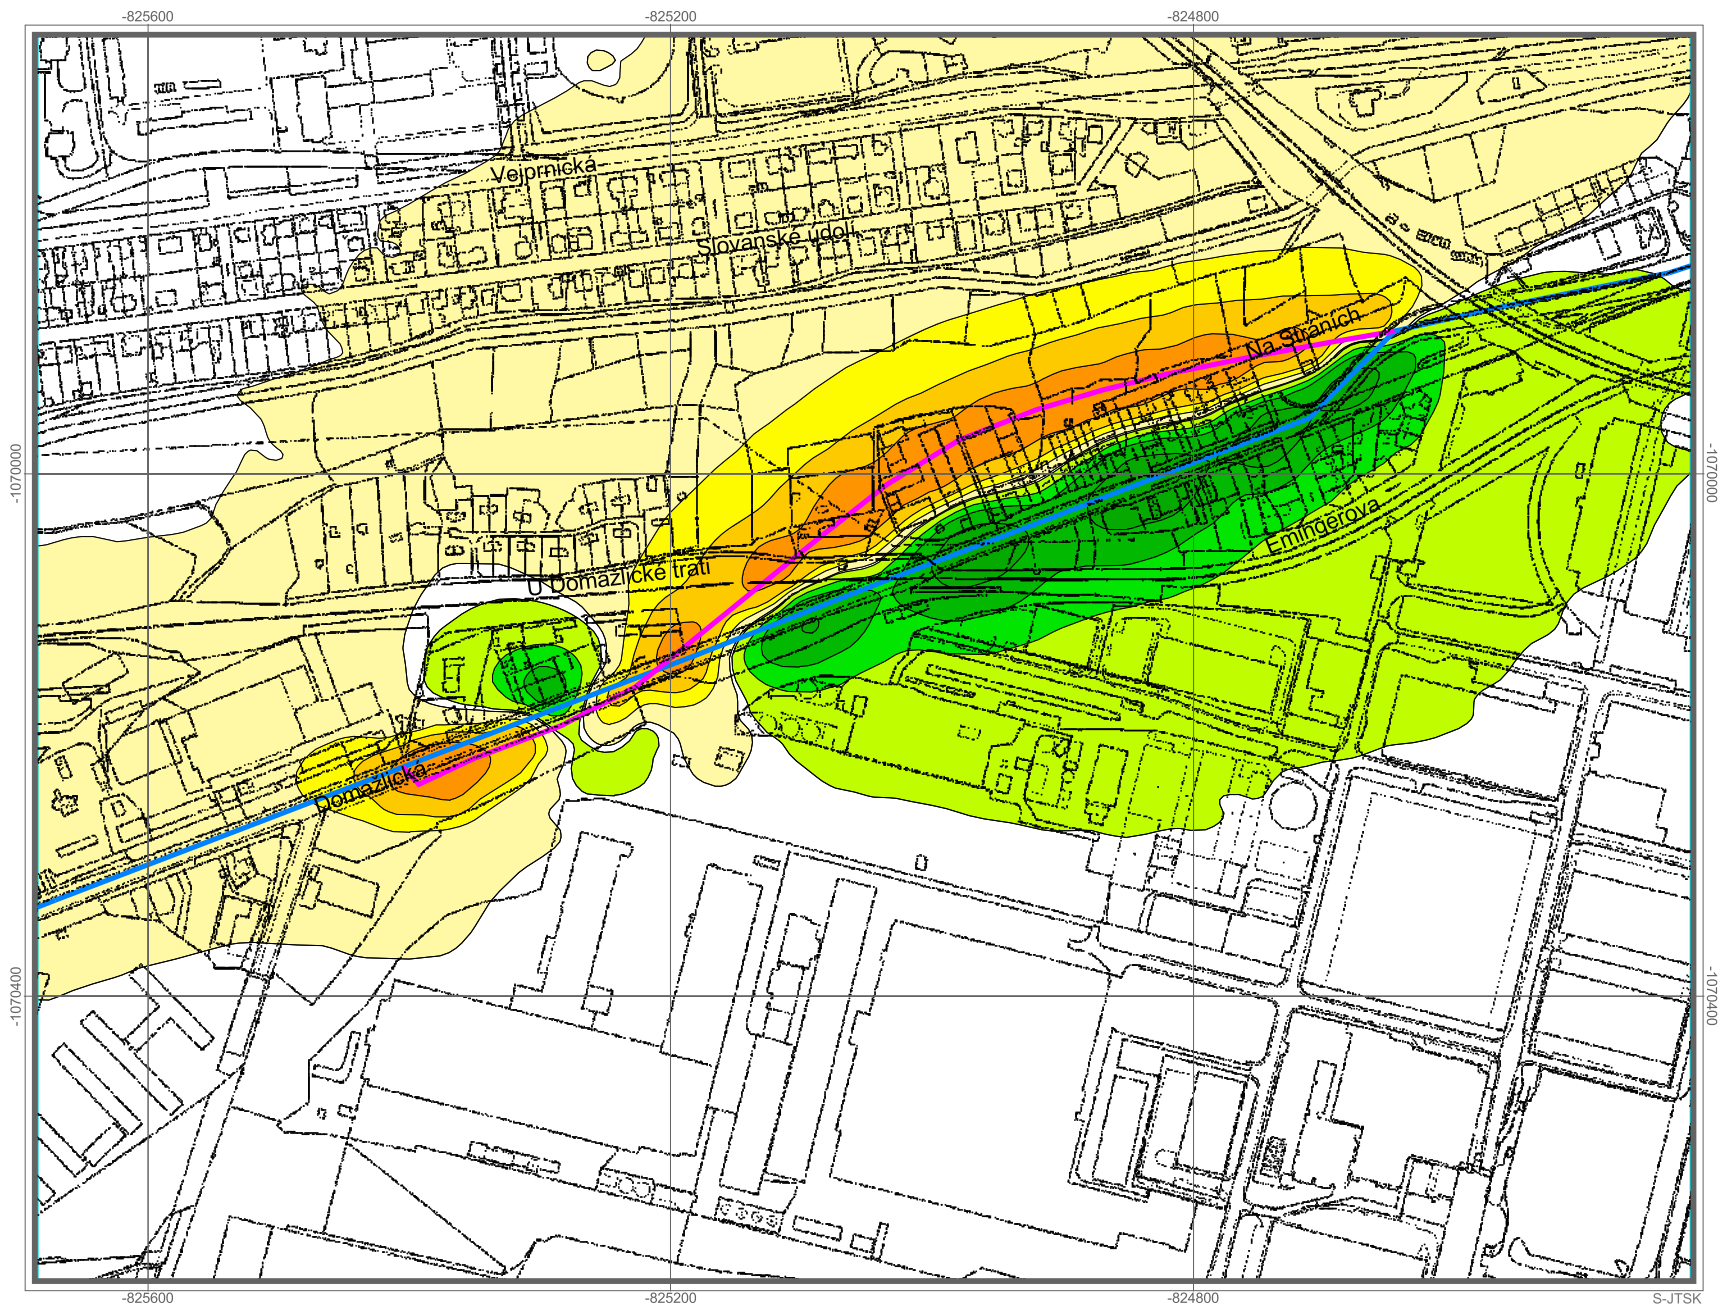 -825600
-825200
-824800
Vejprnická
Slovanské údolí
Na Stráních
-1070000
-1070000
Emingerova
U Domažlické trati
Domažlická
-1070400
-1070400
-825600
-825200
-824800
S-JTSK